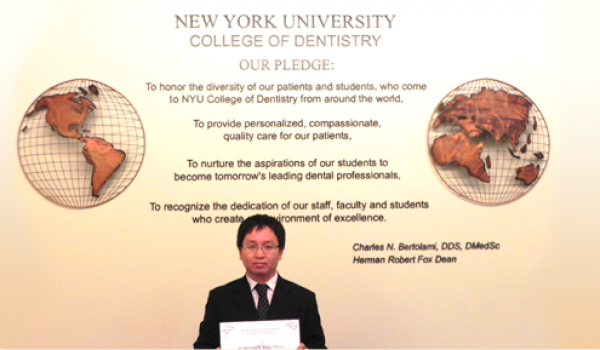 NEW YORK UNIVERSITY
COLLEGE OF DENTISTRY
OUR PLEDGE:
To honor the diversity of our patients and students, who come
to NYU College of Dentistry from around the world,
To provide personalized, compassionate,
quality care for our patients,
To nurture the aspirations of our students to
become tomorrow's leading dental professionals,
To recognize the dedication of our staff, faculty and students
who create environment of excellence.
Charles N. Bertolami, DDS, DMedSc
Herman Robert Fox Dean